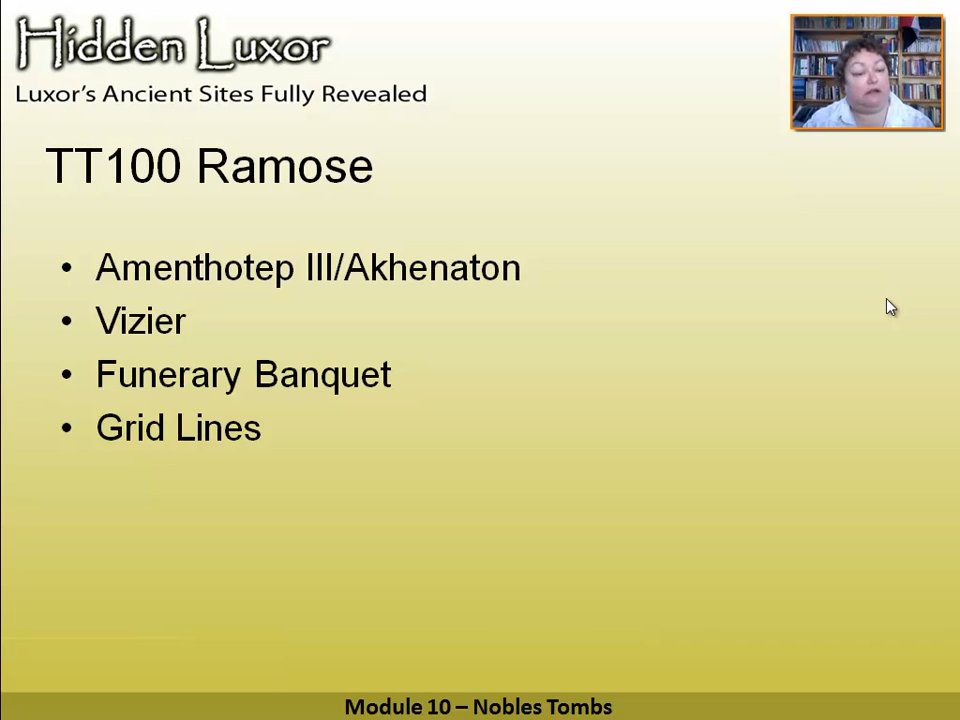 Hidden Luxor
Luxor's Ancient Sites Fully Revealed
TT100 Ramose
• Amenthotep III/Akhenaton
• Vizier
• Funerary Banquet
• Grid Lines
Module 10 – Nobles Tombs